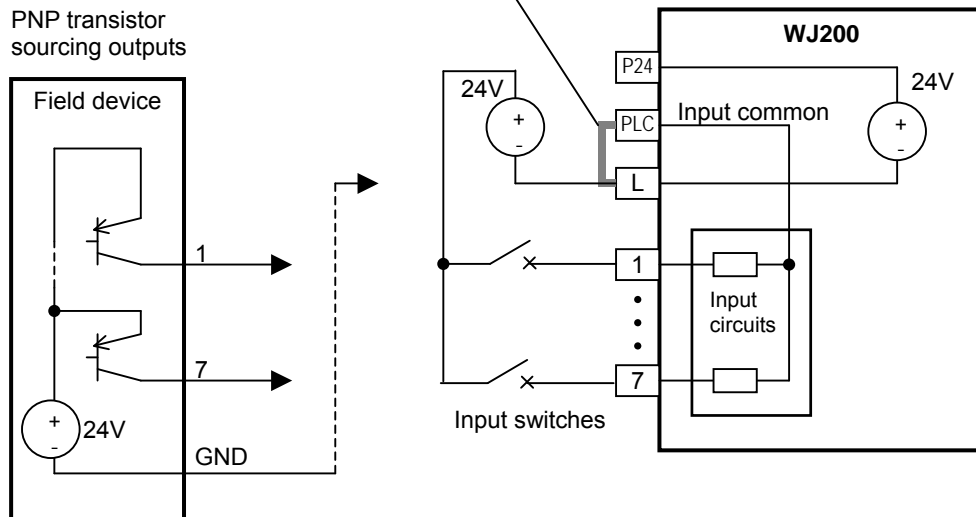 PNP transistor
sourcing outputs
Field device
1
7
+
-
24V
GND
24V
+
-
P24
PLC
L
1
7
Input switches
WJ200
Input common
24V
+
-
Input
circuits